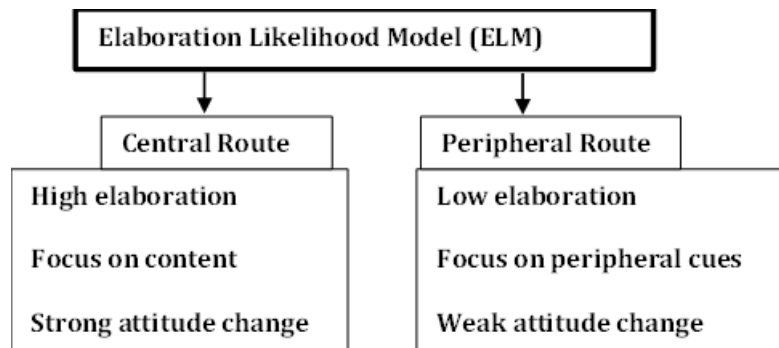 Elaboration Likelihood Model (ELM)
Central Route
High elaboration
Focus on content
Strong attitude change
Peripheral Route
Low elaboration
Focus on peripheral cues
Weak attitude change